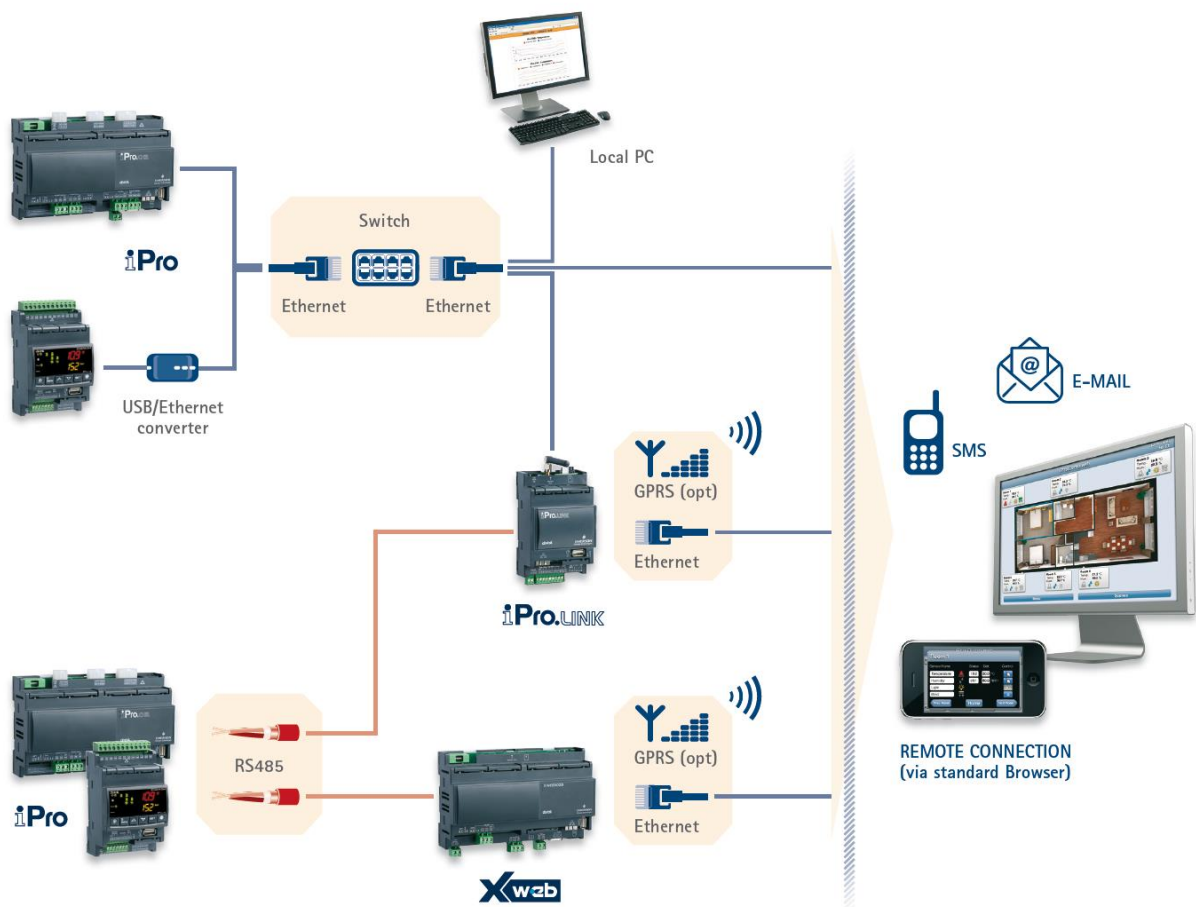 Local PC
iPro
Switch
Ethernet
Ethernet
USB/Ethernet
converter
E-MAIL
SMS
GPRS (opt)
Ethernet
iPro.LINK
iPro
RS485
GPRS (opt)
Ethernet
Xweb
REMOTE CONNECTION
(via standard Browser)